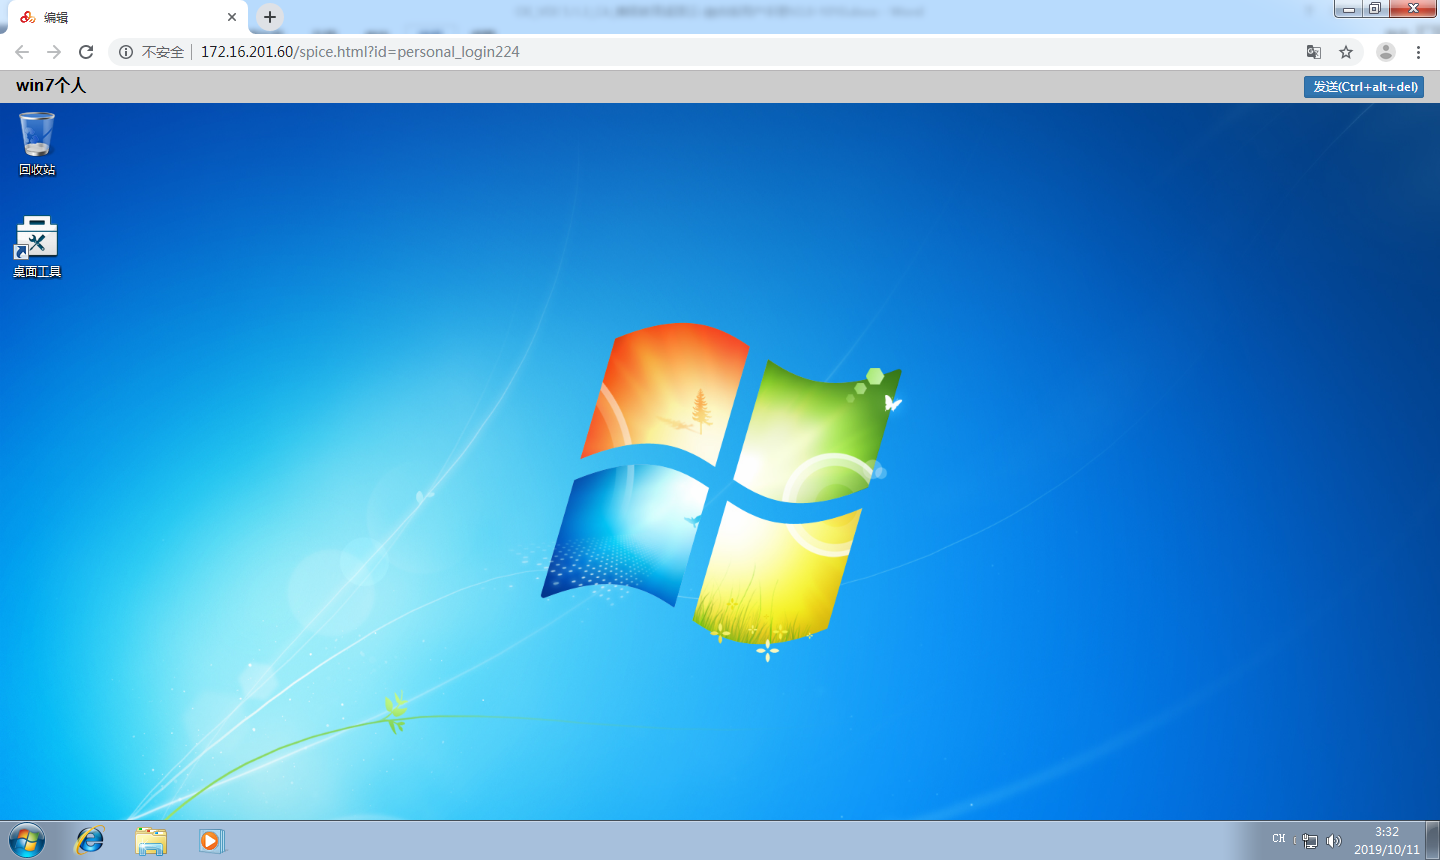 编辑
不安全
172.16.201.60/spice.html?id=personal_login224
win7个人
发送(Ctrl+alt+del)
回收站
桌面工具
CH
3:32
2019/10/11